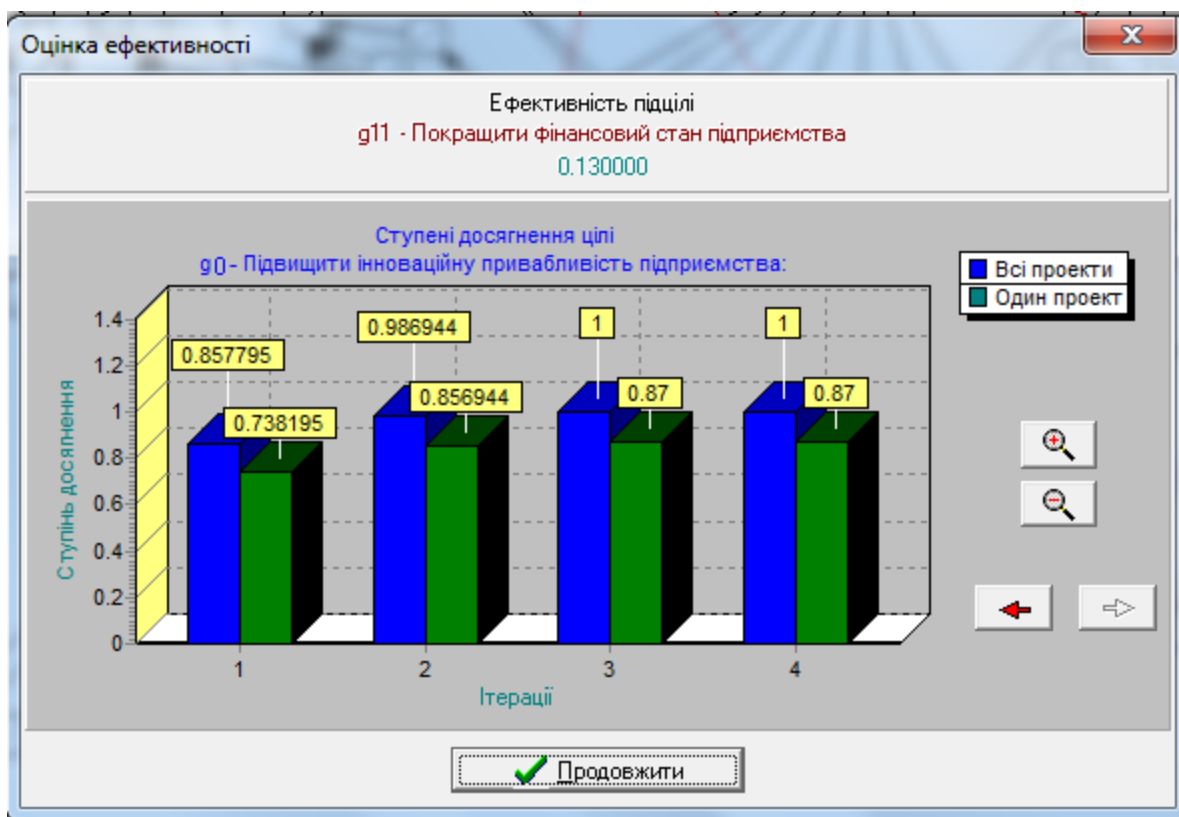 Оцінка ефективності
Ефективність підцілі
g11 - Покращити фінансовий стан підприємства
0.130000
Ступені досягнення цілі
g0- Підвищити інноваційну привабливість підприємства:
Всі проекти
Один проект
Ступінь досягнення
1.4
1.2
1
0.8
0.6
0.4
0.2
0
0.857795
0.738195
0.986944
0.856944
1
0.87
1
0.87
1
2
3
4
Ітерації
Продовжити